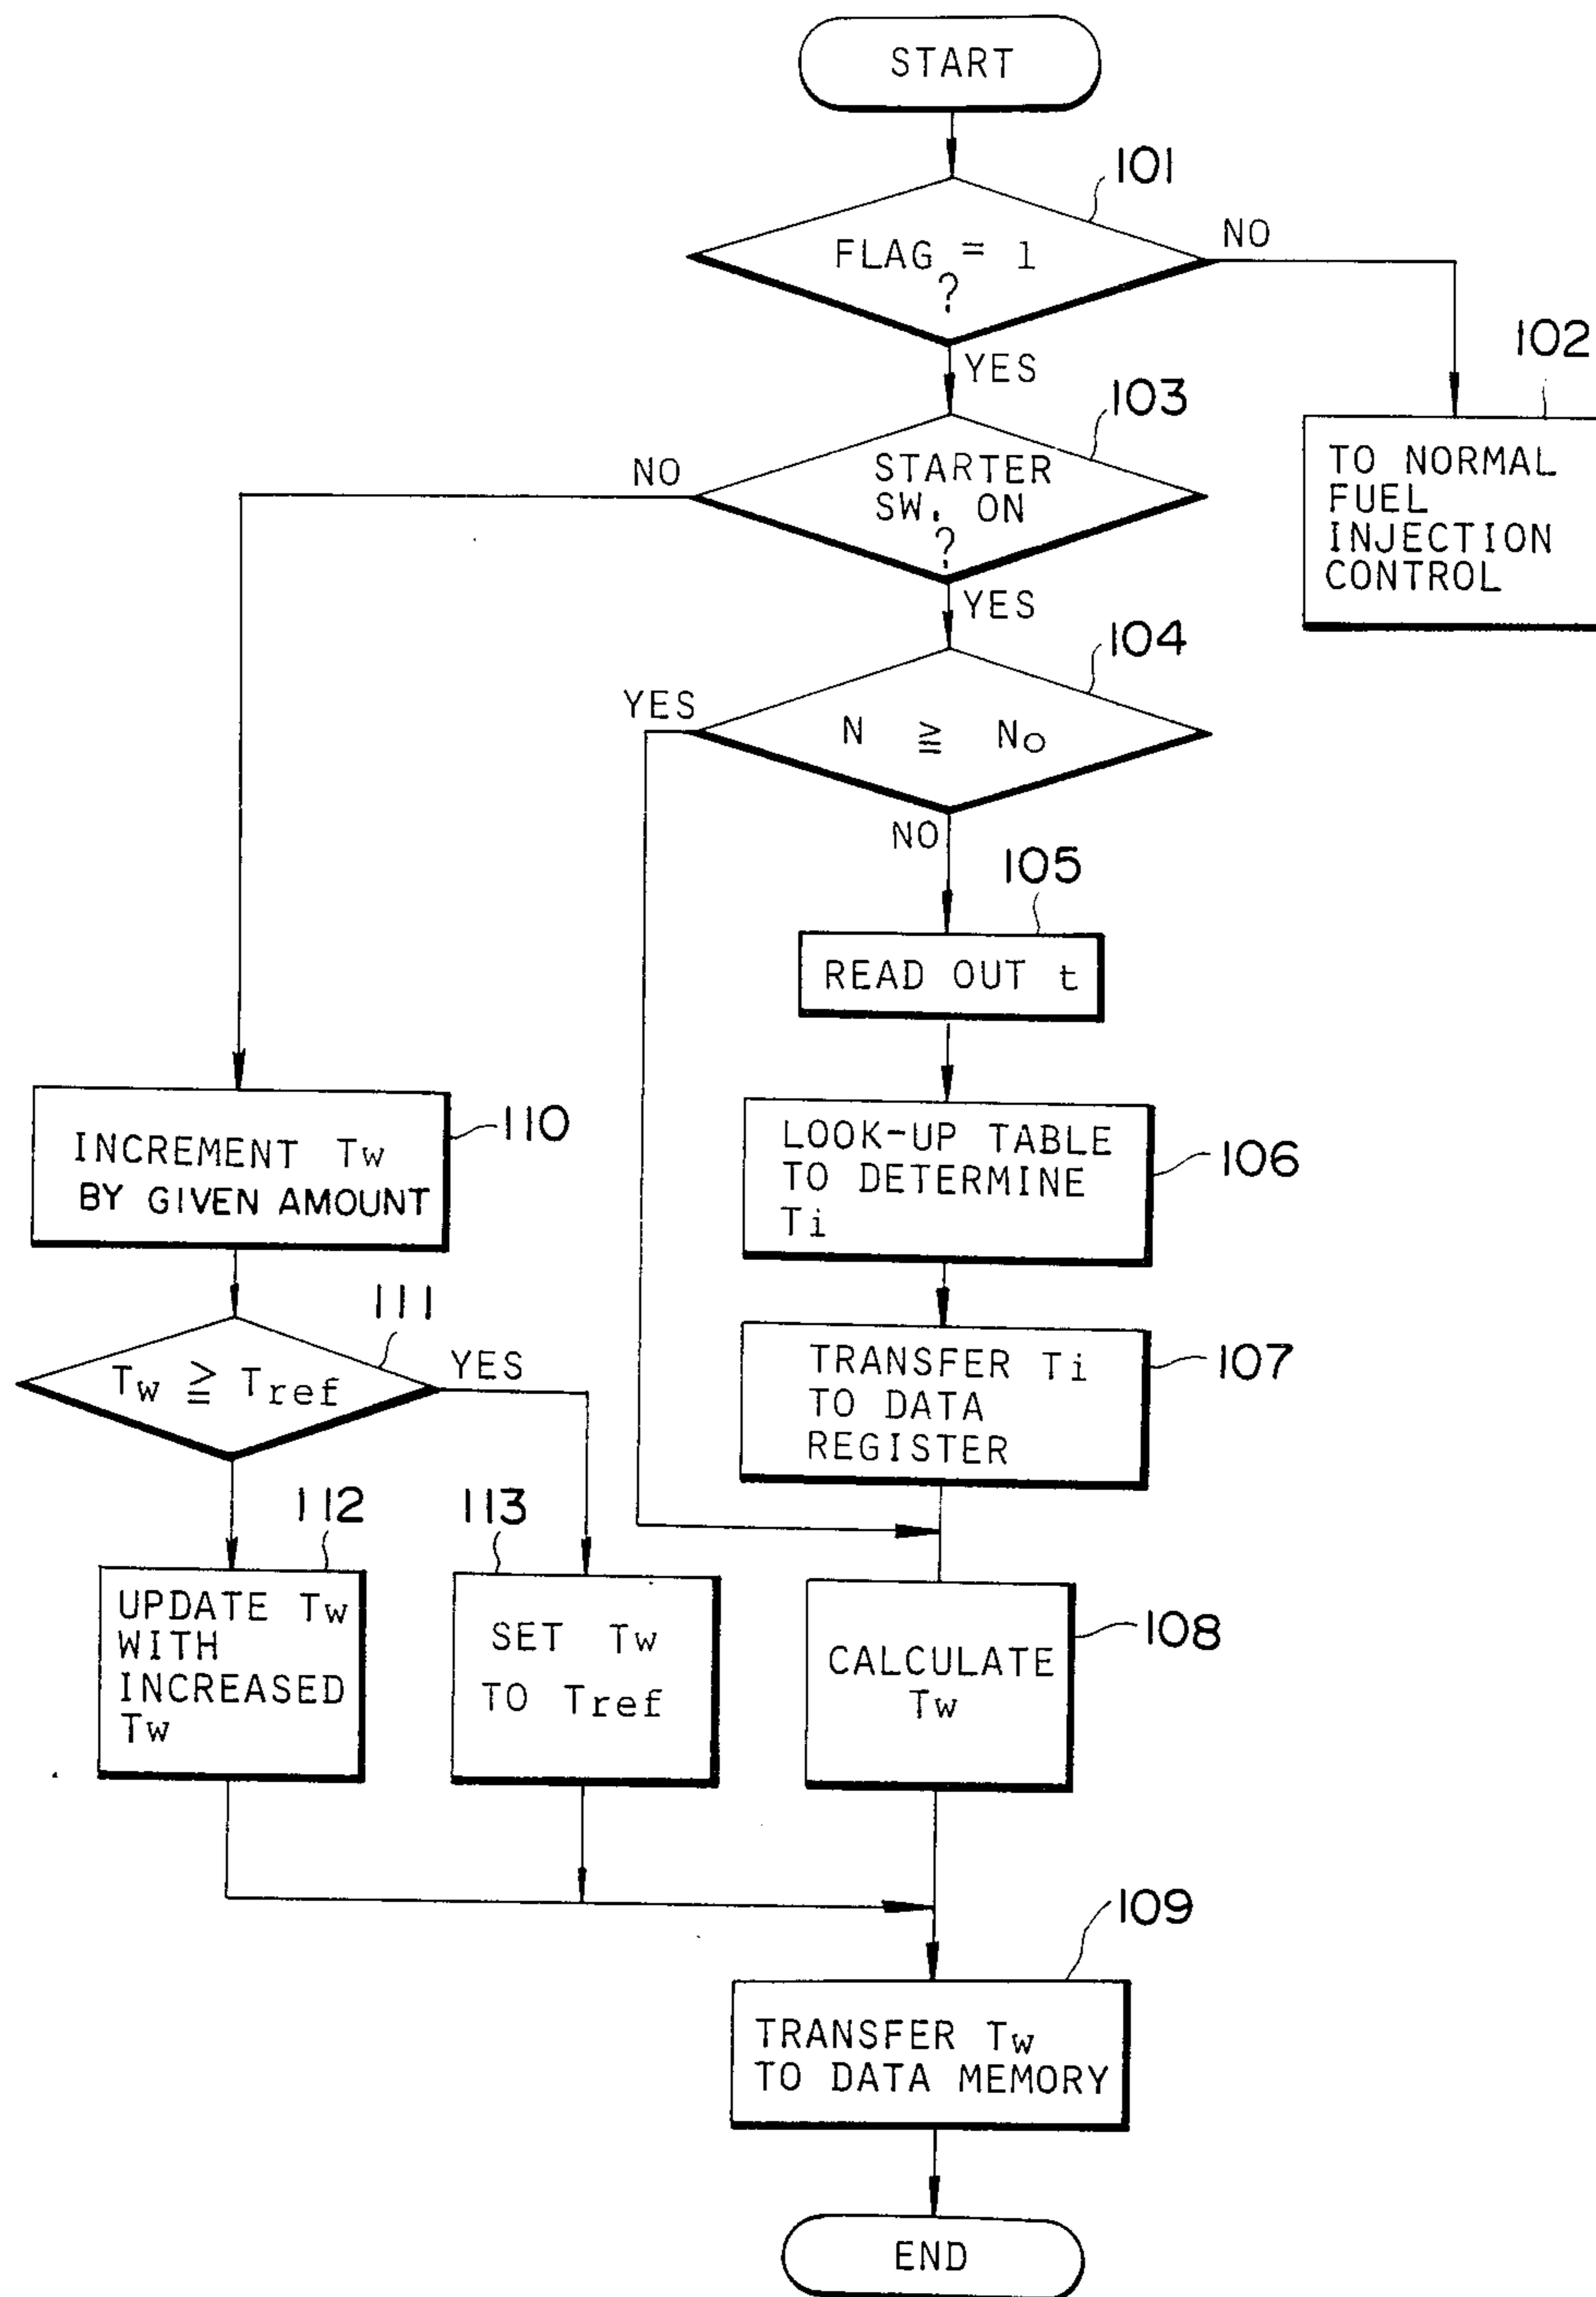 START
101
FLAG = 1
?
NO
YES
102
TO NORMAL
FUEL
INJECTION
CONTROL
103
STARTER
SW. ON
?
NO
YES
104
N ≧ No
YES
NO
105
READ OUT t
106
LOOK-UP TABLE
TO DETERMINE
Ti
107
TRANSFER Ti
TO DATA
REGISTER
110
INCREMENT Tw
BY GIVEN AMOUNT
111
Tw ≧ Tref
YES
112
UPDATE Tw
WITH
INCREASED
Tw
113
SET Tw
TO Tref
108
CALCULATE
Tw
109
TRANSFER Tw
TO DATA MEMORY
END